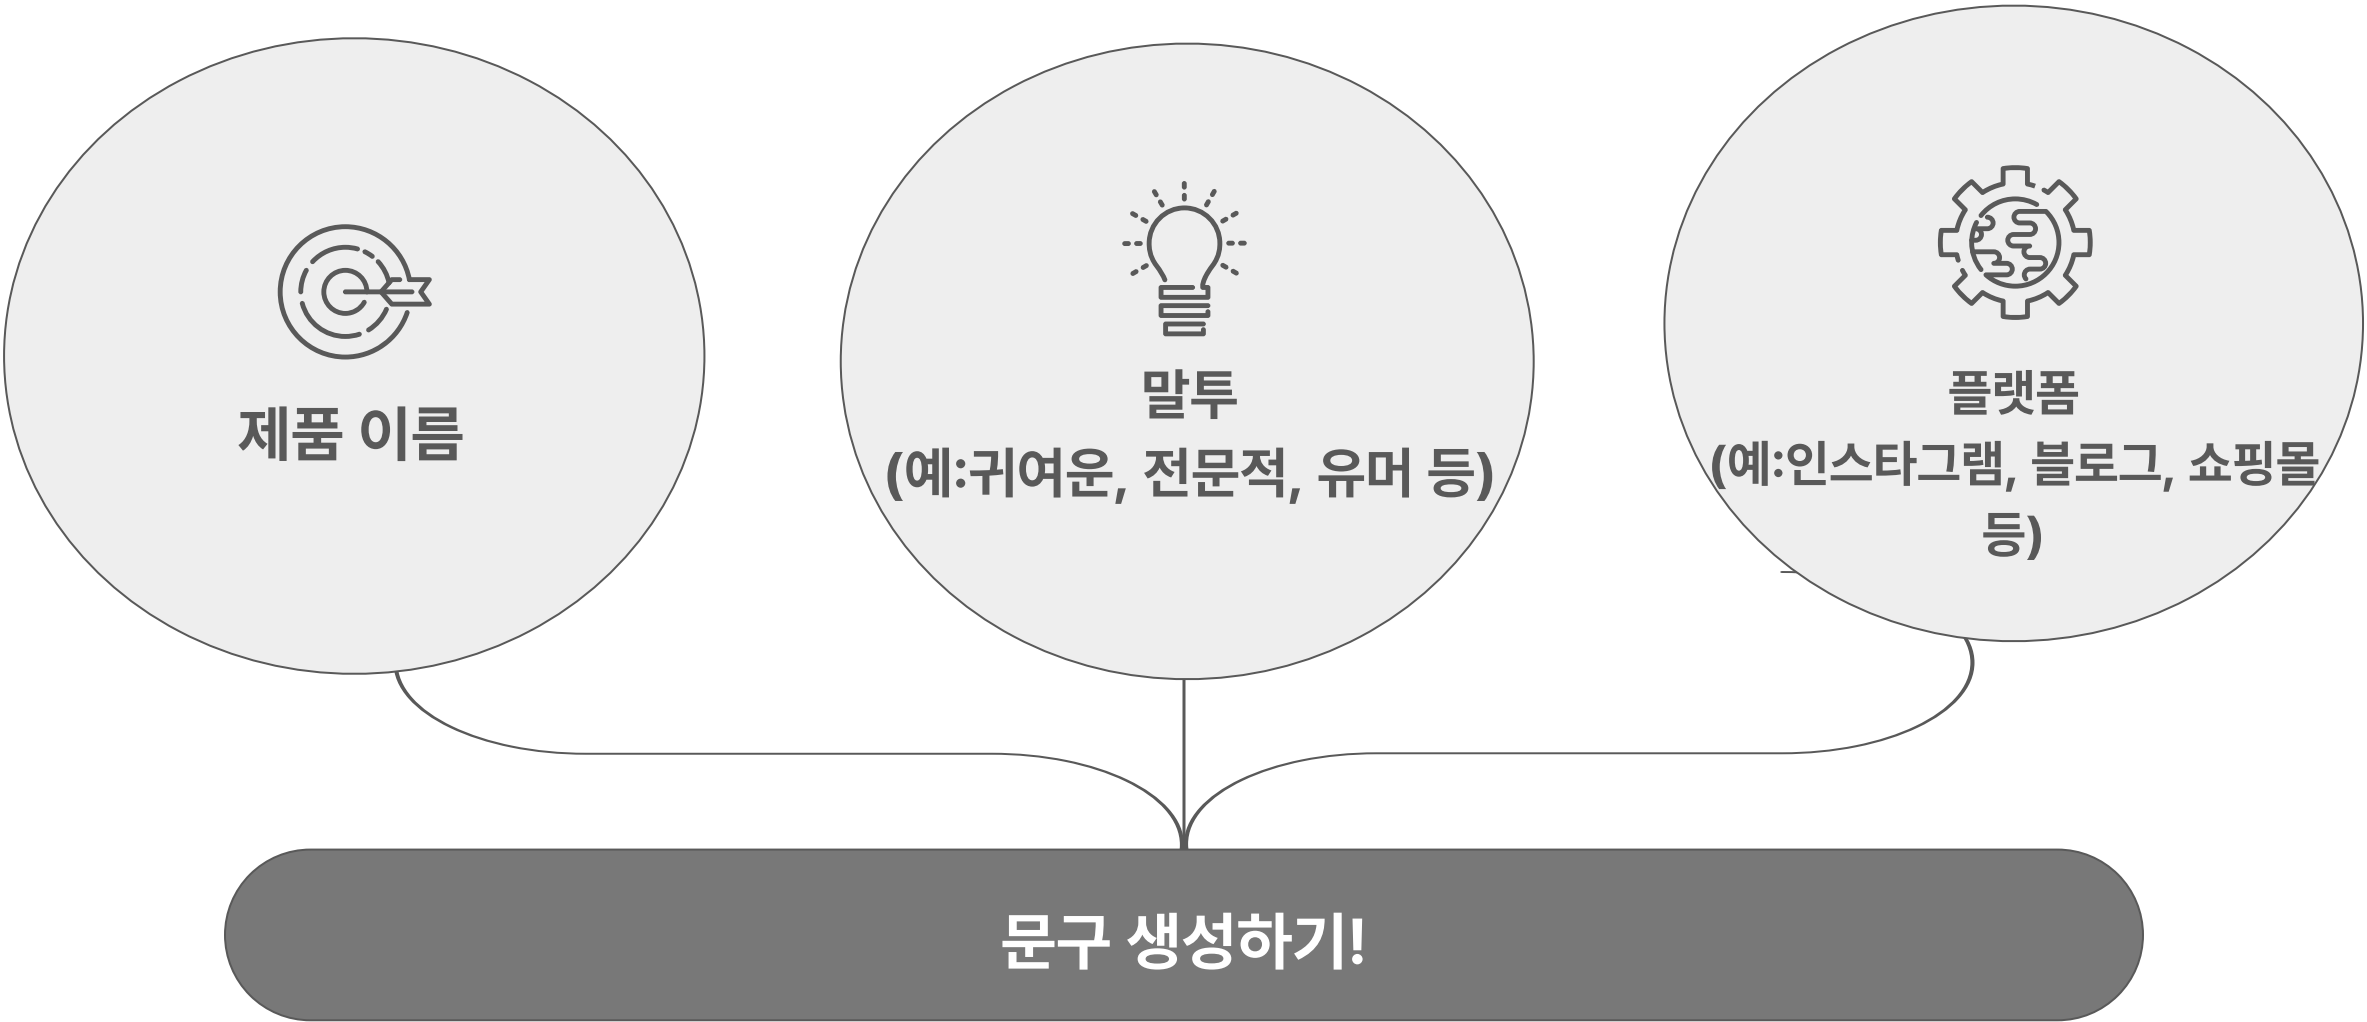 제품 이름
말투
(예:귀여운, 전문적, 유머 등)
플랫폼
(예:인스타그램, 블로그, 쇼핑몰
등)
문구 생성하기!